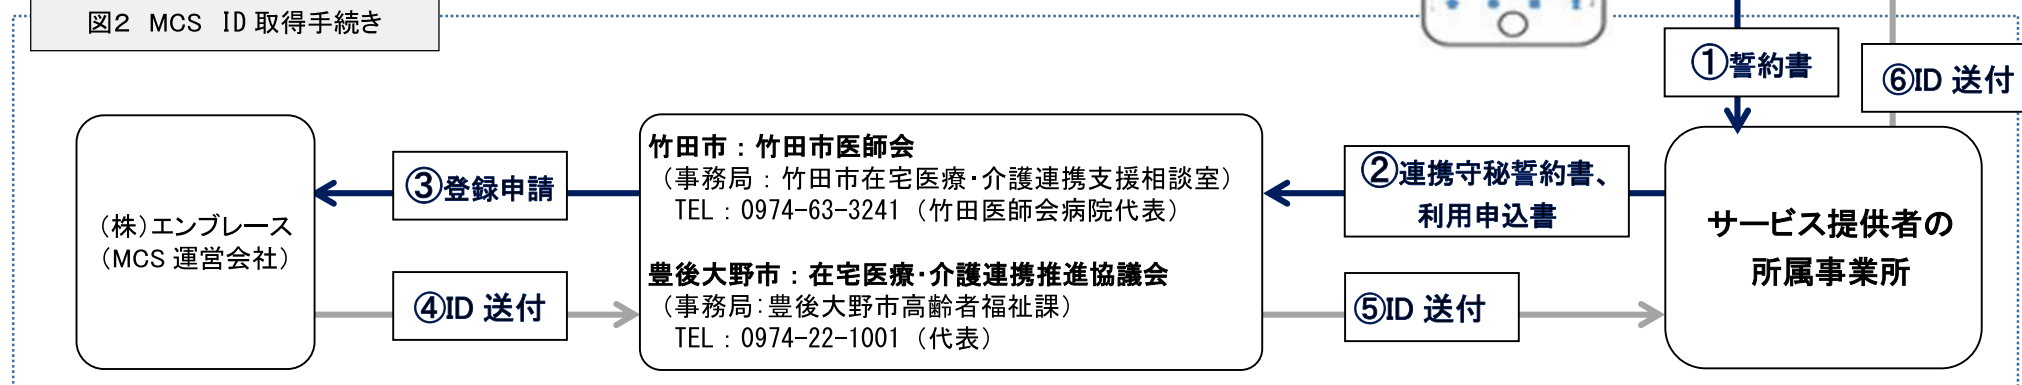 図2 MCS ID 取得手続き
①誓約書
⑥ID 送付
(株)エンブレース
(MCS 運営会社)
③登録申請
④ID 送付
竹田市:竹田市医師会
(事務局:竹田市在宅医療・介護連携支援相談室)
TEL:0974-63-3241 (竹田医師会病院代表)
豊後大野市:在宅医療・介護連携推進協議会
(事務局:豊後大野市高齢者福祉課)
TEL:0974-22-1001 (代表)
②連携守秘誓約書、
利用申込書
⑤ID 送付
サービス提供者の
所属事業所